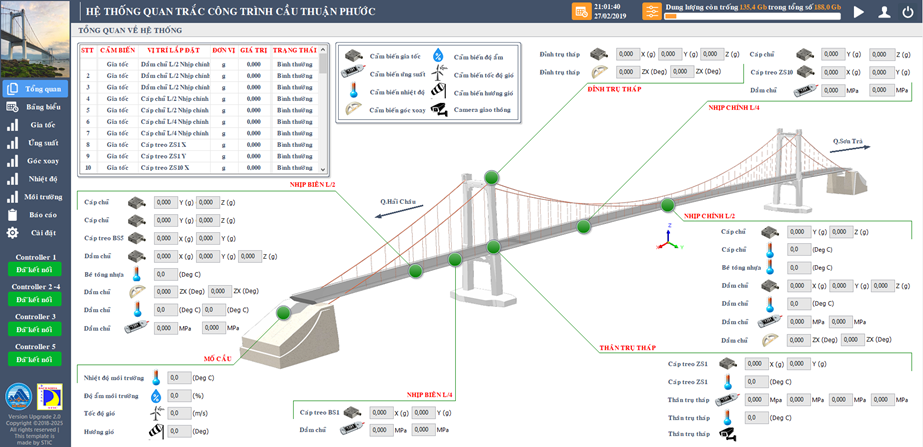 HỆ THỐNG QUAN TRẮC CÔNG TRÌNH CẦU THUẬN PHƯỚC
21:01:40
27/02/2019
Dung lượng còn trống 135,4 Gb trong tổng số 188,0 Gb
TỔNG QUAN VỀ HỆ THỐNG
Tổng quan
Bảng biểu
Gia tốc
Ứng suất
Góc xoay
Nhiệt độ
Môi trường
Báo cáo
Cài đặt
Controller 1
Đã kết nối
Controller 2 -4
Đã kết nối
Controller 3
Đã kết nối
Controller 5
Đã kết nối
Version Upgrade 2.0
Copyright ©2018-2025
All rights reserved |
This template is
made by STIC
STT CẢM BIẾN VỊ TRÍ LẮP ĐẶT ĐƠN VỊ GIÁ TRỊ TRẠNG THÁI
Gia tốc Dầm chủ L/2 Nhịp chính g 0,000 Bình thường
2 Gia tốc Dầm chủ L/2 Nhịp chính g 0,000 Bình thường
3 Gia tốc Dầm chủ L/2 Nhịp chính g 0,000 Bình thường
4 Gia tốc Cáp chủ L/2 Nhịp chính g 0,000 Bình thường
5 Gia tốc Cáp chủ L/2 Nhịp chính g 0,000 Bình thường
6 Gia tốc Cáp chủ L/4 Nhịp chính g 0,000 Bình thường
7 Gia tốc Cáp chủ L/4 Nhịp chính g 0,000 Bình thường
8 Gia tốc Cáp treo ZS1 X g 0,000 Bình thường
9 Gia tốc Cáp treo ZS1 Y g 0,000 Bình thường
10 Gia tốc Cáp treo ZS10 X g 0,000 Bình thường
Cảm biến gia tốc Cảm biến độ ẩm
Cảm biến ứng suất Cảm biến tốc độ gió
Cảm biến nhiệt độ Cảm biến hướng gió
Cảm biến góc xoay Camera giao thông
Đỉnh trụ tháp 0,000 X (g) 0,000 Y (g) 0,000 Z (g)
Đỉnh trụ tháp 0,000 ZX (Deg) 0,000 ZX (Deg)
ĐỈNH TRỤ THÁP
Cáp chủ 0,000 Y (g) 0,000 Z (g)
Cáp treo ZS10 0,000 X (g) 0,000 Y (g)
Dầm chủ 0,000 MPa 0,000 MPa
NHỊP CHÍNH L/4
Q.Sơn Trà
Q.Hải Châu
Z
X
Y
NHỊP BIÊN L/2
Cáp chủ 0,000 Y (g) 0,000 Z (g)
Cáp chủ 0,000 Y (g) 0,000 Z (g)
Cáp treo BS5 0,000 X (g) 0,000 Y (g)
Dầm chủ 0,000 X (g) 0,000 Y (g) 0,000 Z (g)
Bê tông nhựa 0,0 (Deg C)
Dầm chủ 0,000 ZX (Deg) 0,000 ZX (Deg)
Dầm chủ 0,0 (Deg C) 0,0 (Deg C)
Dầm chủ 0,000 MPa 0,000 MPa
MỐ CẦU
Nhiệt độ môi trường 0,0 (Deg C)
Độ ẩm môi trường 0,0 (%)
Tốc độ gió 0,0 (m/s)
Hướng gió 0,0 (Deg)
NHỊP BIÊN L/4
Cáp treo BS1 0,000 X (g) 0,000 Y (g)
Dầm chủ 0,000 MPa 0,000 MPa
NHỊP CHÍNH L/2
Cáp chủ 0,000 Y (g) 0,000 Z (g)
Cáp chủ 0,0 (Deg C)
Bê tông nhựa 0,0 (Deg C)
Dầm chủ 0,000 X (g) 0,000 Y (g) 0,000 Z (g)
Dầm chủ 0,0 (Deg C)
Dầm chủ 0,000 MPa 0,000 MPa
Dầm chủ 0,000 ZX (Deg) 0,000 ZX (Deg)
THÂN TRỤ THÁP
Cáp treo ZS1 0,000 X (g) 0,000 Y (g)
Cáp treo ZS1 0,0 (Deg C)
Thân trụ tháp 0,000 Mpa 0,000 MPa 0,000 MPa 0,000 MPa
Thân trụ tháp 0,0 (Deg C)
Thân trụ tháp